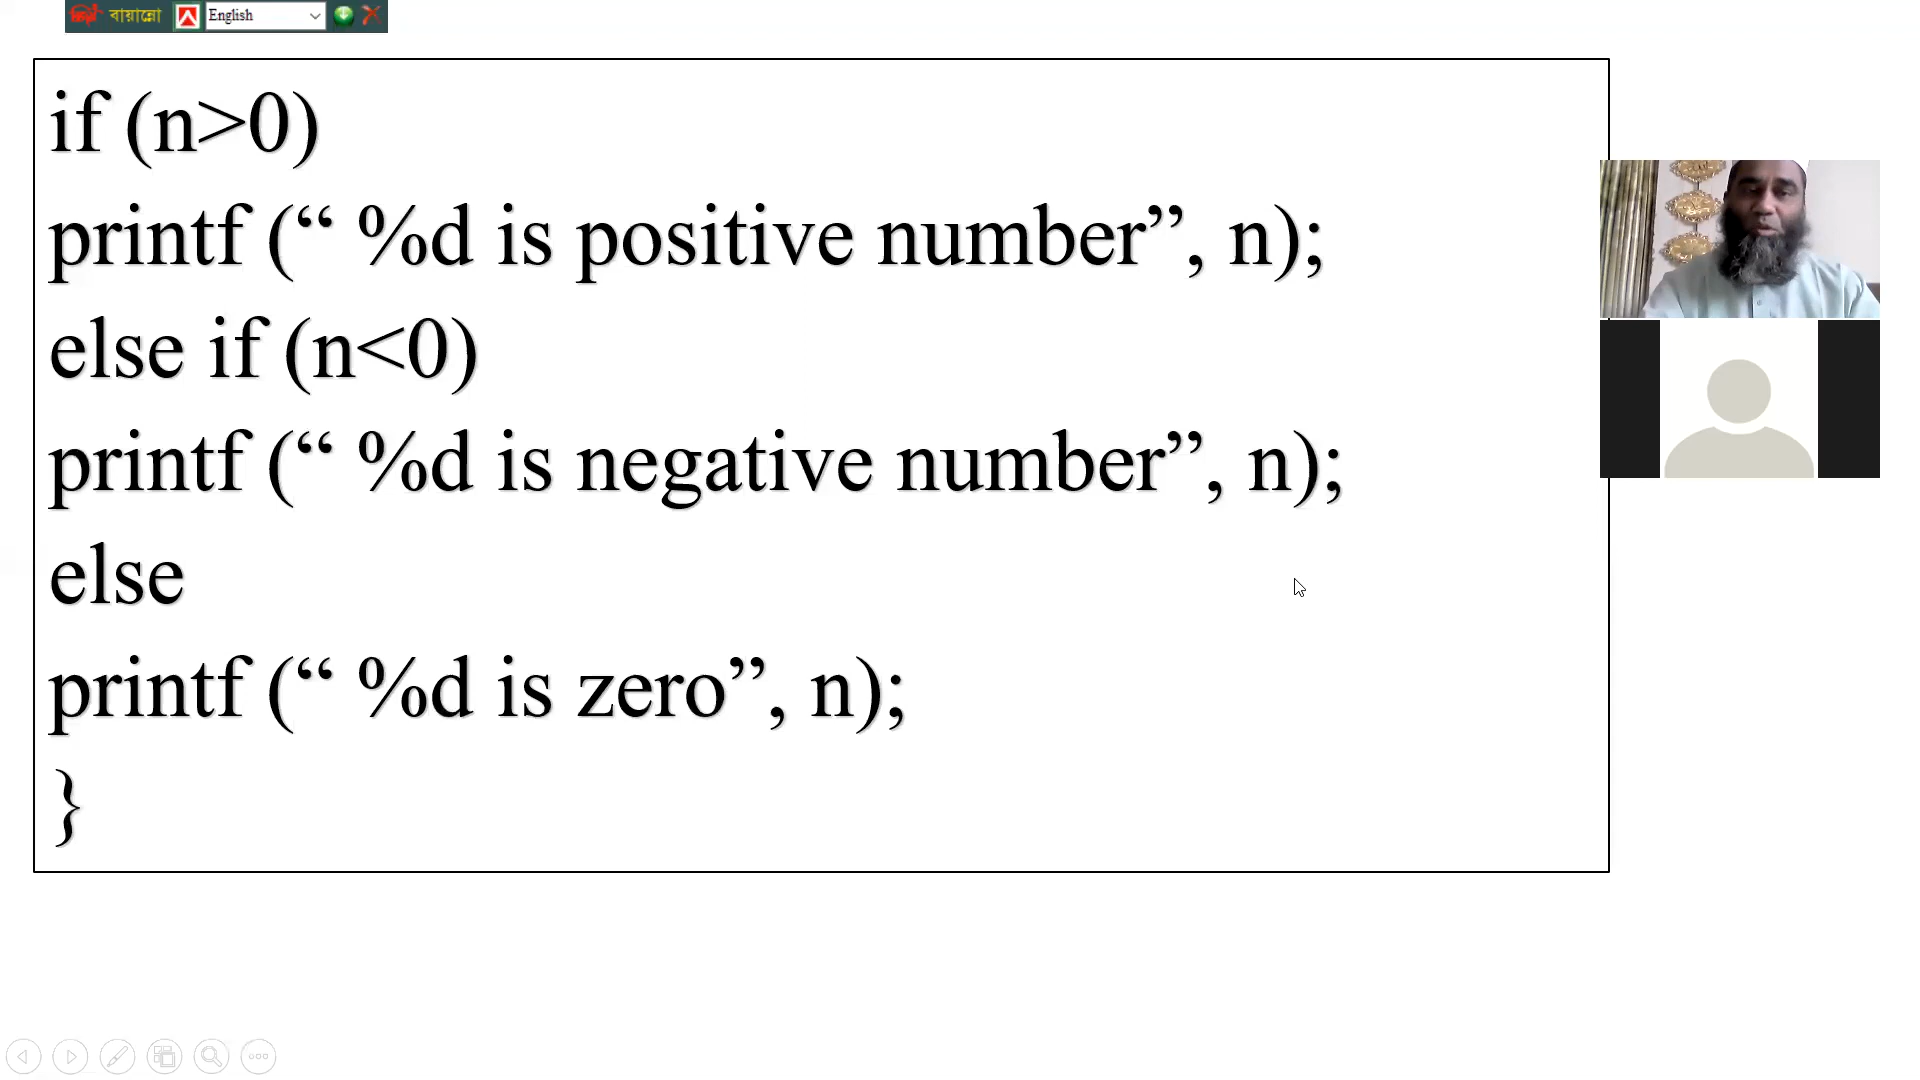 বায়ান্নো
English
if (n>0)
printf (“ %d is positive number”, n);
else if (n<0)
printf (“ %d is negative number”, n);
else
printf (“ %d is zero”, n);
}